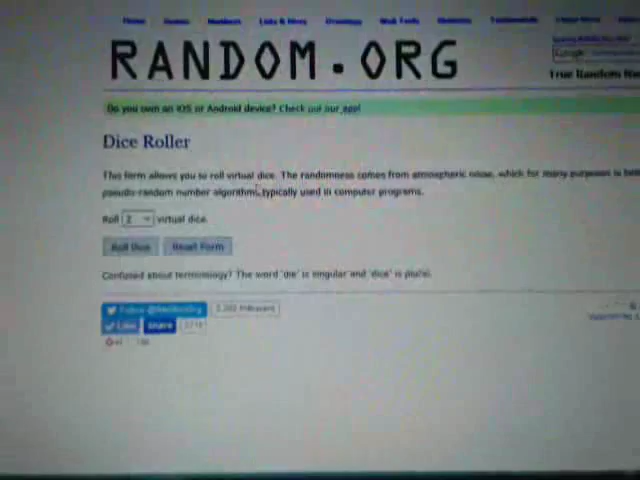 Home Games Numbers Lists & More Drawings Web Tools Statistics Testimonials
RANDOM.ORG
Google
True Random Nu
Do you own an iOS or Android device? Check out our app!
Dice Roller
This form allows you to roll virtual dice. The randomness comes from atmospheric noise, which for many purposes is bett
pseudo-random number algorithms typically used in computer programs.
Roll 2 virtual dice.
Roll Dice Reset Form
Confused about terminology? The word 'die' is singular and 'dice' is plural.
Follow followers
Like Share